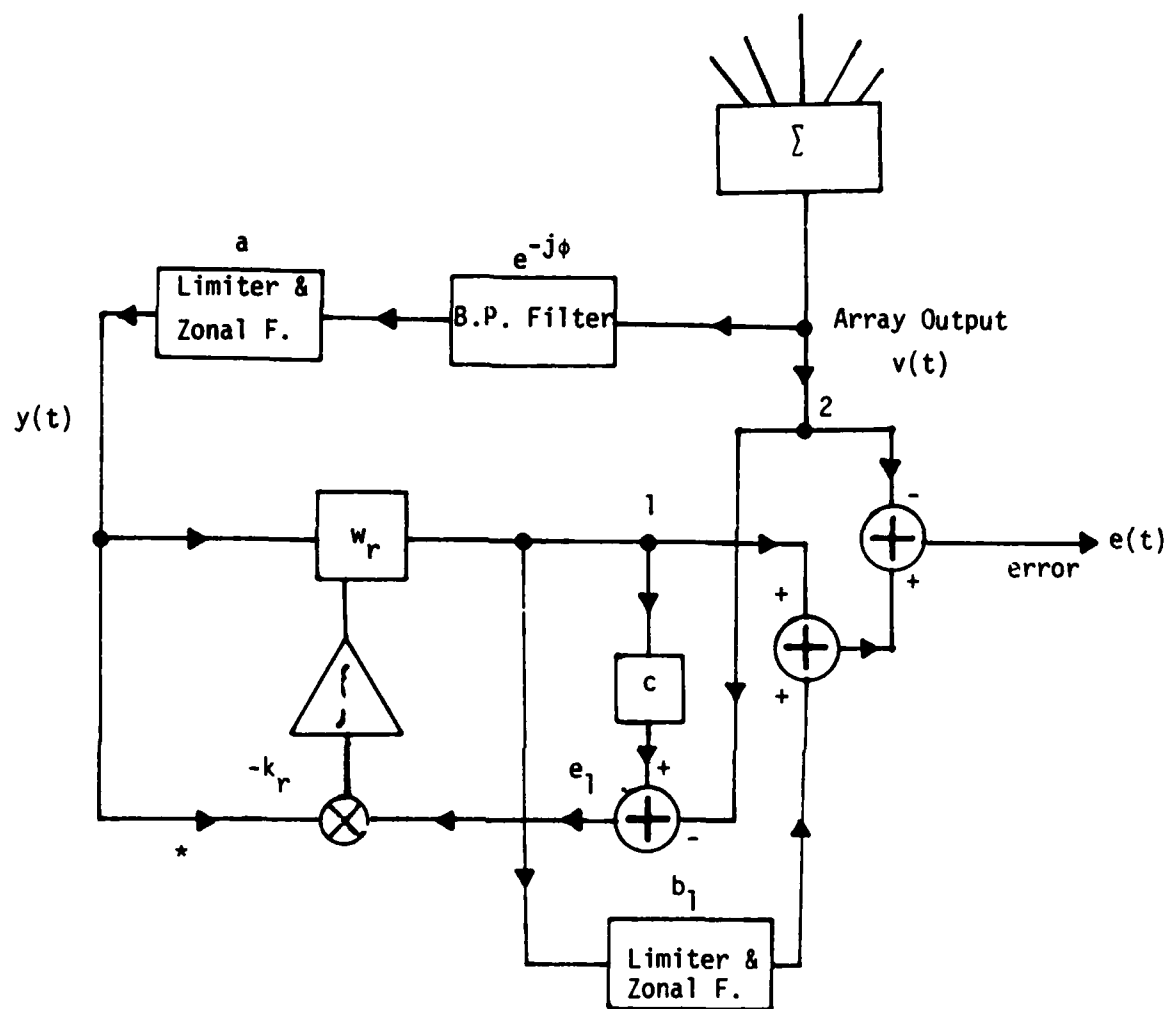 Σ
a
e^{-jφ}
Limiter &
Zonal F.
B.P. Filter
Array Output
v(t)
y(t)
2
-
w_r
1
e(t)
error
+
+
+
c
-k_r
e_1
+
-
*
b_1
Limiter &
Zonal F.